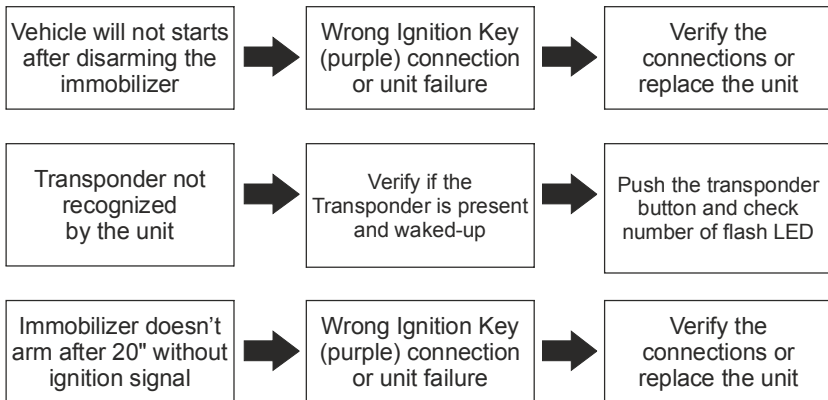 Vehicle will not starts
after disarming the
immobilizer
Wrong Ignition Key
(purple) connection
or unit failure
Verify the
connections or
replace the unit
Transponder not
recognized
by the unit
Verify if the
Transponder is present
and waked-up
Push the transponder
button and check
number of flash LED
Immobilizer doesn’t
arm after 20" without
ignition signal
Wrong Ignition Key
(purple) connection
or unit failure
Verify the
connections or
replace the unit